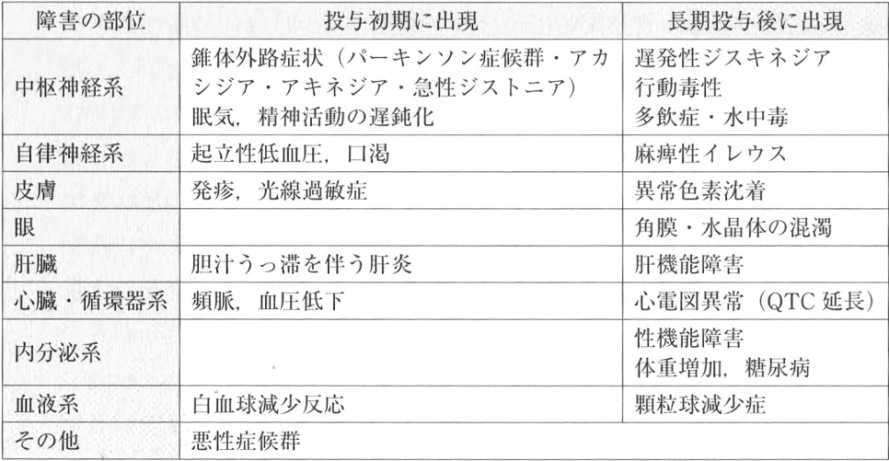 障害の部位 投与初期に出現 長期投与後に出現
中枢神経系 錐体外路症状（パーキンソン症候群・アカ 遅発性ジスキネジア
シジア・アキネジア・急性ジストニア） 行動毒性
眠気，精神活動の遅鈍化 多飲症・水中毒
自律神経系 起立性低血圧，口渇 麻痺性イレウス
皮膚 発疹，光線過敏症 異常色素沈着
眼 角膜・水晶体の混濁
肝臓 胆汁うっ滞を伴う肝炎 肝機能障害
心臓・循環器系 頻脈，血圧低下 心電図異常（QTC 延長）
内分泌系 性機能障害
体重増加，糖尿病
血液系 白血球減少反応 顆粒球減少症
その他 悪性症候群